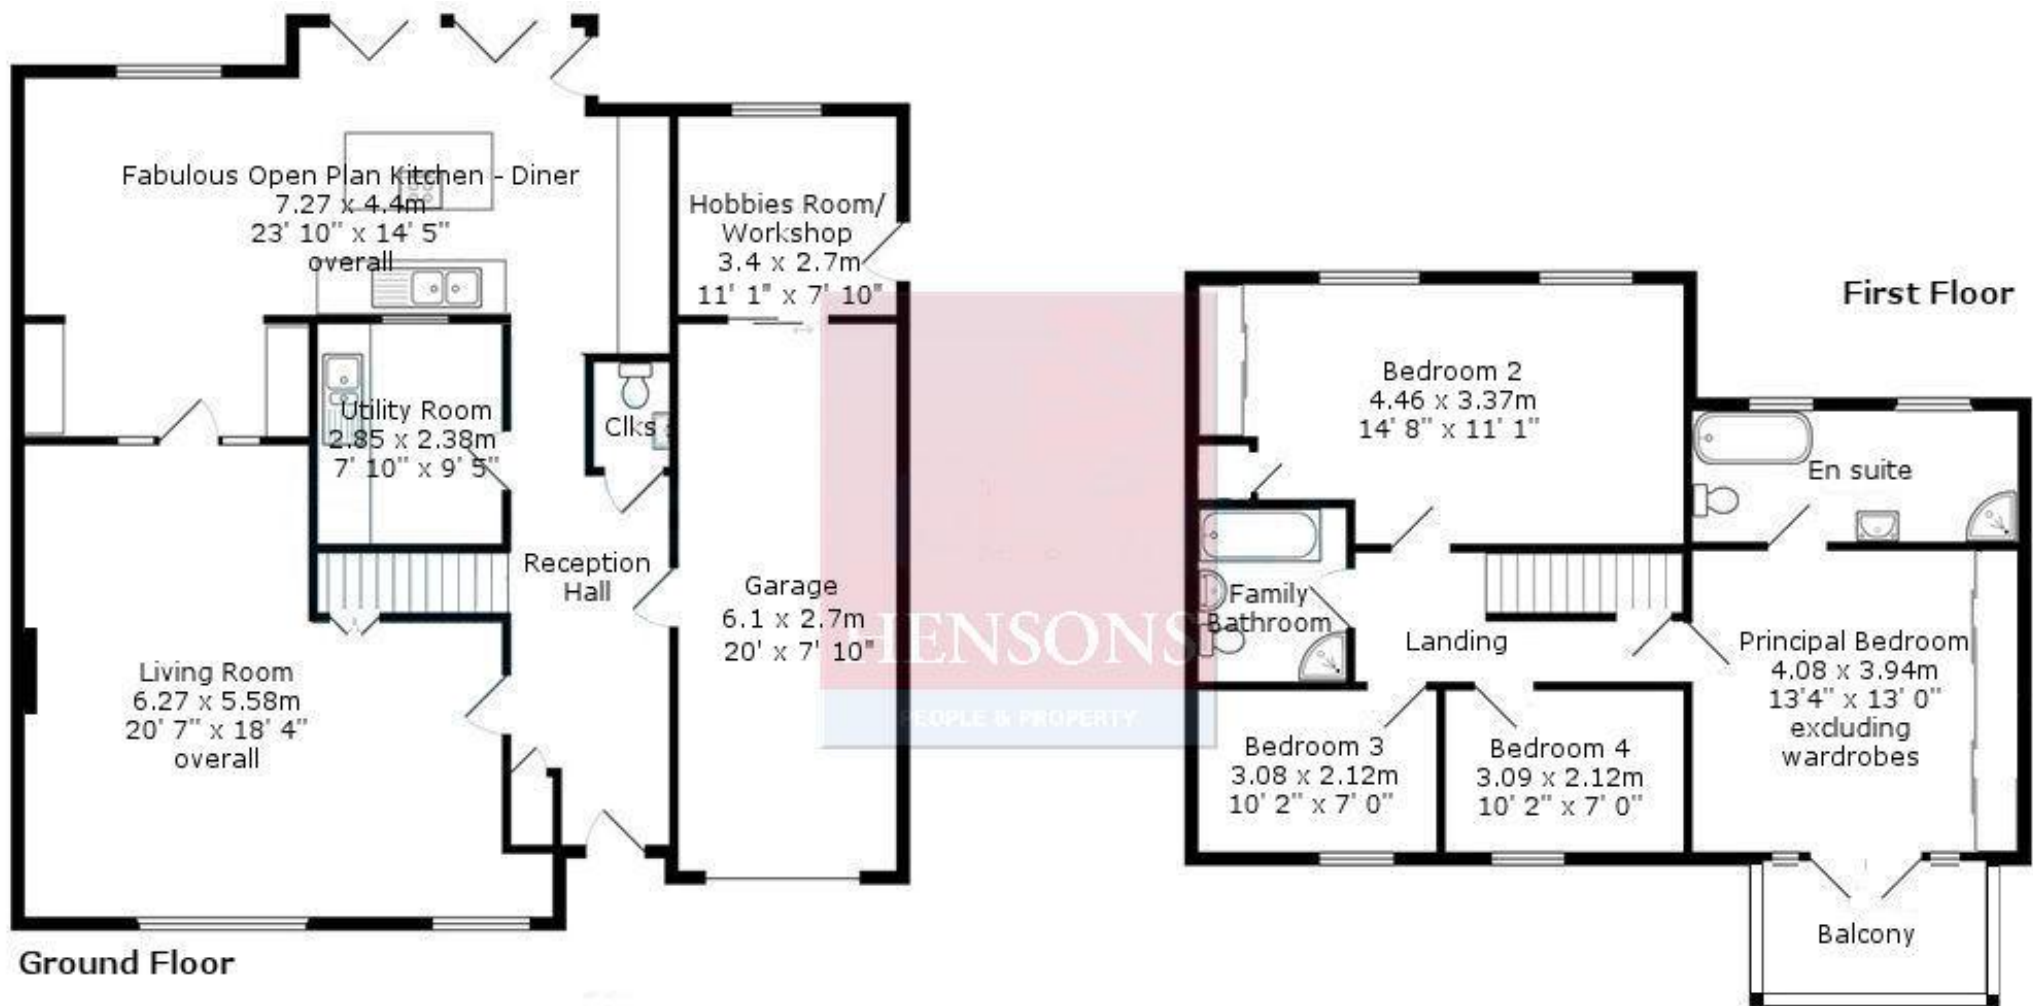 Fabulous Open Plan Kitchen - Diner
7.27 x 4.4m
23' 10" x 14' 5"
overall
Hobbies Room/
Workshop
3.4 x 2.7m
11' 1" x 7' 10"
Utility Room
2.85 x 2.38m
7' 10" x 9' 5"
Clks
Reception
Hall
Garage
6.1 x 2.7m
20' x 7' 10"
Living Room
6.27 x 5.58m
20' 7" x 18' 4"
overall
Ground Floor
HENSONS
PEOPLE & PROPERTY
First Floor
Bedroom 2
4.46 x 3.37m
14' 8" x 11' 1"
En suite
Family
Bathroom
Landing
Principal Bedroom
4.08 x 3.94m
13'4" x 13' 0"
excluding
wardrobes
Bedroom 3
3.08 x 2.12m
10' 2" x 7' 0"
Bedroom 4
3.09 x 2.12m
10' 2" x 7' 0"
Balcony